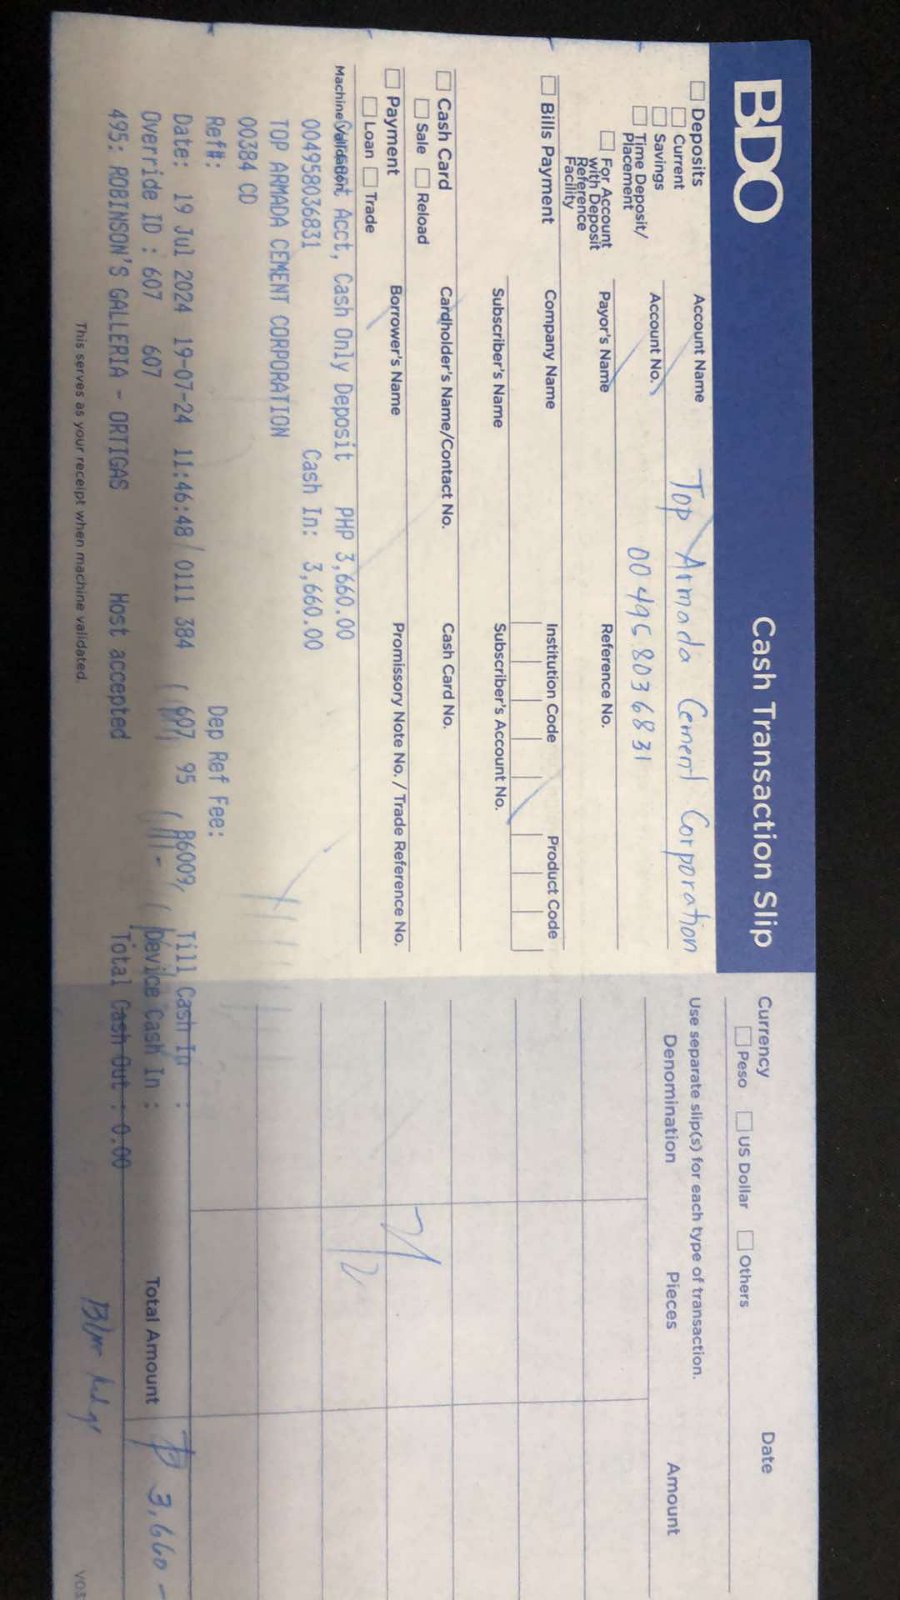 BDO
Cash Transaction Slip
Currency
Peso US Dollar Others
Date
Deposits
Current
Savings
Time Deposit/
Placement
For Account
with Deposit
Reference
Facility
Account Name Top Armada Cement Corporation
Account No. 004958036831
Payor's Name
Reference No.
Bills Payment
Company Name
Institution Code
Product Code
Subscriber's Name
Subscriber's Account No.
Cash Card
Sale Reload
Cardholder's Name/Contact No.
Cash Card No.
Payment
Loan Trade
Borrower's Name
Promissory Note No. / Trade Reference No.
Use separate slip(s) for each type of transaction.
Denomination Pieces Amount
Machine Validation:
Acct, Cash Only Deposit PHP 3,660.00
004958036831 Cash In: 3,660.00
TOP ARMADA CEMENT CORPORATION
00384 CD
Ref#: Dep Ref Fee:
Date: 19 Jul 2024 19-07-24 11:46:48/0111 384 607 95 86009, Till Cash In :
Override ID : 607 607 Device Cash In :
495: ROBINSON'S GALLERIA - ORTIGAS Host accepted Total Cash Out : 0.00
Total Amount ₱ 3,660 -
This serves as your receipt when machine validated.